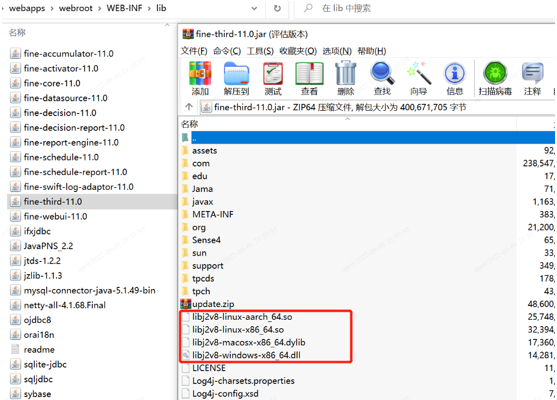 webapps > webroot > WEB-INF > lib
在 lib 中搜索
名称
fine-accumulator-11.0
fine-activator-11.0
fine-core-11.0
fine-datasource-11.0
fine-decision-11.0
fine-decision-report-11.0
fine-report-engine-11.0
fine-schedule-11.0
fine-schedule-report-11.0
fine-swift-log-adaptor-11.0
fine-third-11.0
fine-webui-11.0
ifxjdbc
JavaPNS_2.2
jtds-1.2.2
jzlib-1.1.3
mysql-connector-java-5.1.49-bin
netty-all-4.1.68.Final
ojdbc8
orai18n
readme
sqlite-jdbc
sqljdbc
sybase
fine-third-11.0.jar (评估版本)
文件(F) 命令(C) 工具(S) 收藏夹(O) 选项(N) 帮助(H)
添加 解压到 测试 查看 删除 查找 向导 信息 扫描病毒 注释
fine-third-11.0.jar - ZIP64 压缩文件, 解包大小为 400,671,705 字节
名称
..
assets 92,
com 238,547,
edu 17,
Jama 71,
javax 1,163,
META-INF 383,
org 21,200,
Sense4 65,
sun 33,
support 349,
tpcds 178,
tpch 43,
update.zip 48,600,
libj2v8-linux-aarch_64.so 25,748,
libj2v8-linux-x86_64.so 32,394,
libj2v8-macosx-x86_64.dylib 17,360,
libj2v8-windows-x86_64.dll 14,281,
LICENSE 11,
Log4j-charsets.properties
Log4j-config.xsd